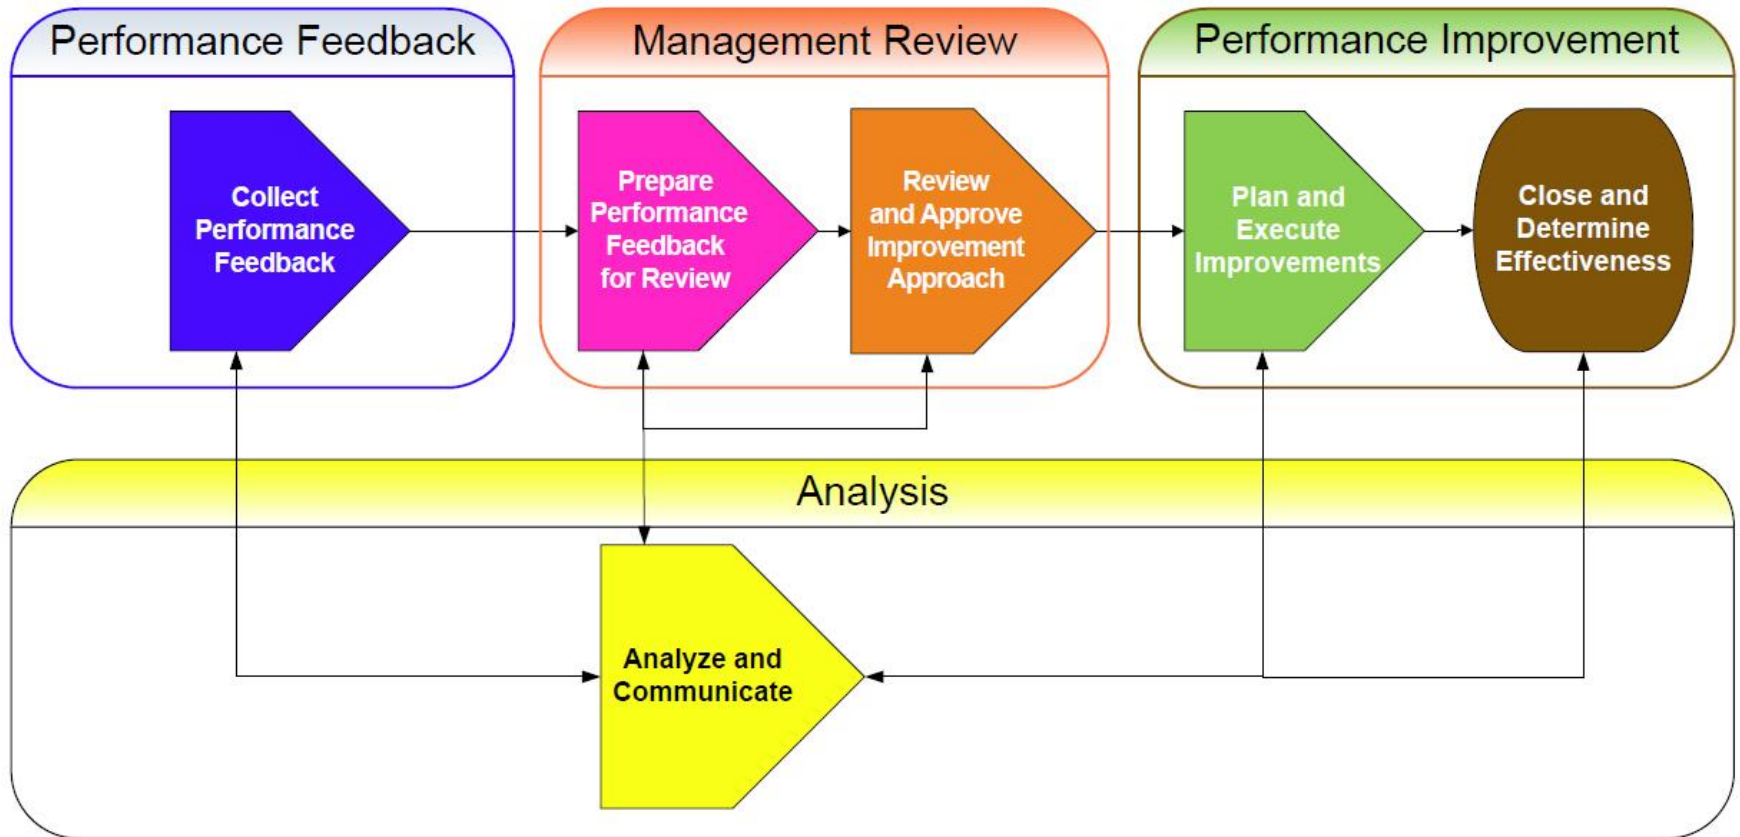 Performance Feedback
Management Review
Performance Improvement
Collect
Performance
Feedback
Prepare
Performance
Feedback
for Review
Review
and Approve
Improvement
Approach
Plan and
Execute
Improvements
Close and
Determine
Effectiveness
Analysis
Analyze and
Communicate